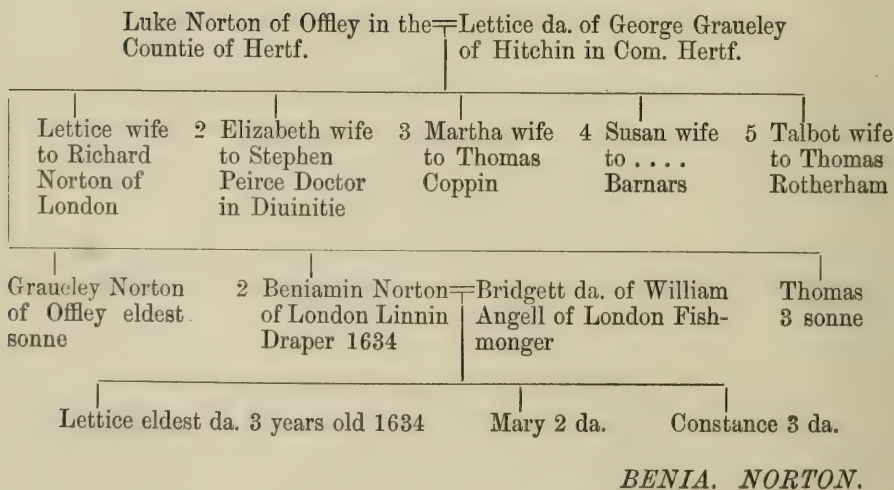 Luke Norton of Offley in the Lettice da. of George Graueley
Countie of Hertf. of Hitchin in Com. Hertf.
Lettice wife 2 Elizabeth wife 3 Martha wife 4 Susan wife 5 Talbot wife
to Richard to Stephen to Thomas to .... to Thomas
Norton of Peirce Doctor Coppin Barnars Rotherham
London in Diuinitie
Graueley Norton 2 Beniamin Norton Bridgett da. of William Thomas
of Offley eldest of London Linnin Angell of London Fish- 3 sonne
sonne Draper 1634 monger
Lettice eldest da. 3 years old 1634 Mary 2 da. Constance 3 da.
BENIA. NORTON.